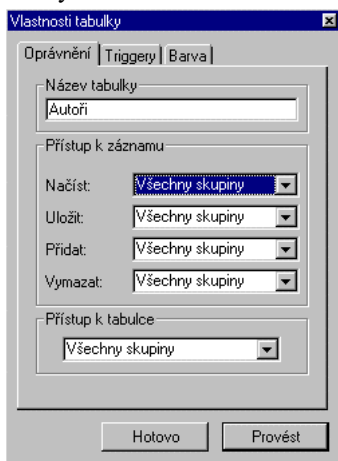 Vlastnosti tabulky
Oprávnění Triggery Barva
Název tabulky
Autoři
Přístup k záznamu
Načíst: Všechny skupiny
Uložit: Všechny skupiny
Přidat: Všechny skupiny
Vymazat: Všechny skupiny
Přístup k tabulce
Všechny skupiny
Hotovo Provést